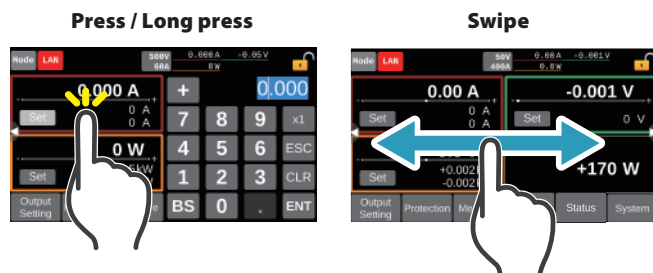 Press / Long press
Mode LAN 500V 60A 0.000A -0.05V 0W
0.000 A + 0.000
Set 0 A 7 8 9 x1
0 A
0 W 4 5 6 ESC
Set 1 2 3 CLR
Output Setting BS 0 . ENT
Swipe
Mode LAN 500V 400A 0.00A -0.001V 0.0W
0.00 A -0.001 V
Set 0 A Set 0 V
0 A
Set +0.002 +170 W
-0.002
Output Setting Protection Status System